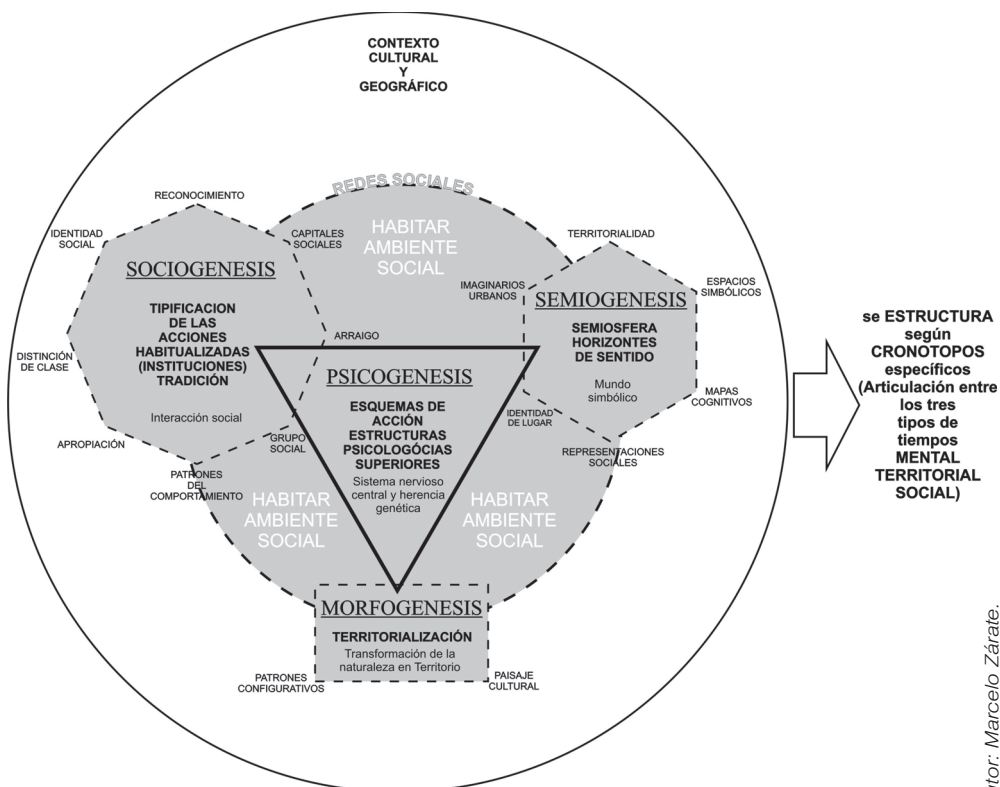 CONTEXTO
CULTURAL
Y
GEOGRÁFICO
REDES SOCIALES
HABITAR
AMBIENTE
SOCIAL
RECONOCIMIENTO
IDENTIDAD
SOCIAL
CAPITALES
SOCIALES
SOCIOGENESIS
TIPIFICACION
DE LAS
ACCIONES
HABITUALIZADAS
(INSTITUCIONES)
TRADICIÓN
Interacción social
ARRAIGO
DISTINCIÓN
DE CLASE
APROPIACIÓN
PATRONES
DEL
COMPORTAMIENTO
GRUPO
SOCIAL
TERRITORIALIDAD
IMAGINARIOS
URBANOS
ESPACIOS
SIMBÓLICOS
SEMIOGENESIS
SEMIOSFERA
HORIZONTES
DE SENTIDO
Mundo
simbólico
MAPAS
COGNITIVOS
IDENTIDAD
DE LUGAR
REPRESENTACIONES
SOCIALES
PSICOGENESIS
ESQUEMAS DE
ACCIÓN
ESTRUCTURAS
PSICOLOGÓCIAS
SUPERIORES
Sistema nervioso
central y herencia
genética
HABITAR
AMBIENTE
SOCIAL
HABITAR
AMBIENTE
SOCIAL
MORFOGENESIS
TERRITORIALIZACIÓN
Transformación de la
naturaleza en Territorio
PATRONES
CONFIGURATIVOS
PAISAJE
CULTURAL
se ESTRUCTURA
según
CRONOTOPOS
específicos
(Articulación entre
los tres
tipos de
tiempos
MENTAL
TERRITORIAL
SOCIAL)
Marcelo Zárate.